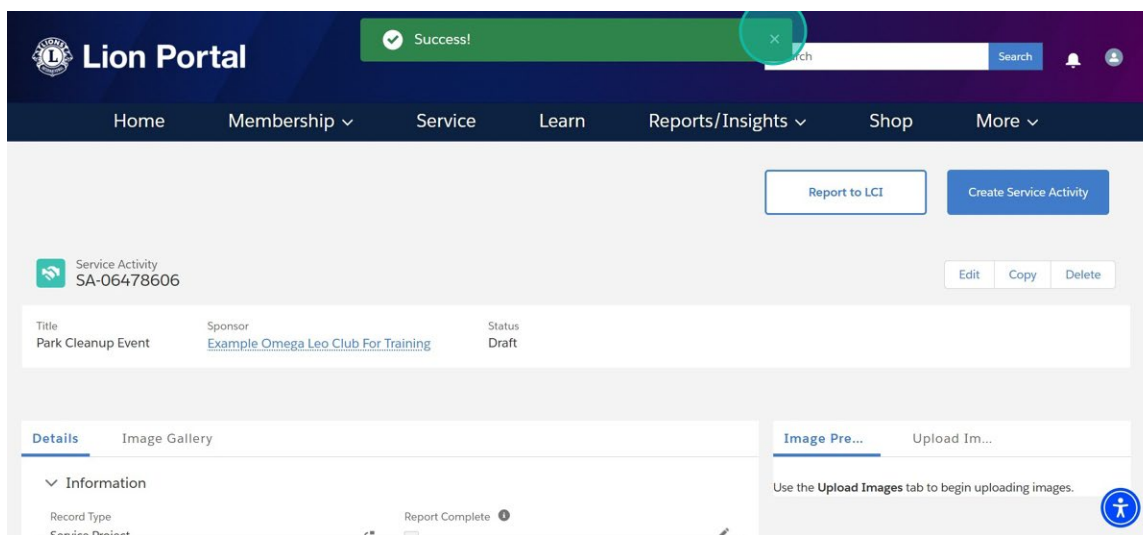 Success!
Lion Portal
Search
Home Membership Service Learn Reports/Insights Shop More
Report to LCI
Create Service Activity
Service Activity
SA-06478606
Edit Copy Delete
Title Sponsor Status
Park Cleanup Event Example Omega Leo Club For Training Draft
Details Image Gallery
Image Pre... Upload Im...
Information
Use the Upload Images tab to begin uploading images.
Record Type Report Complete
Service Project